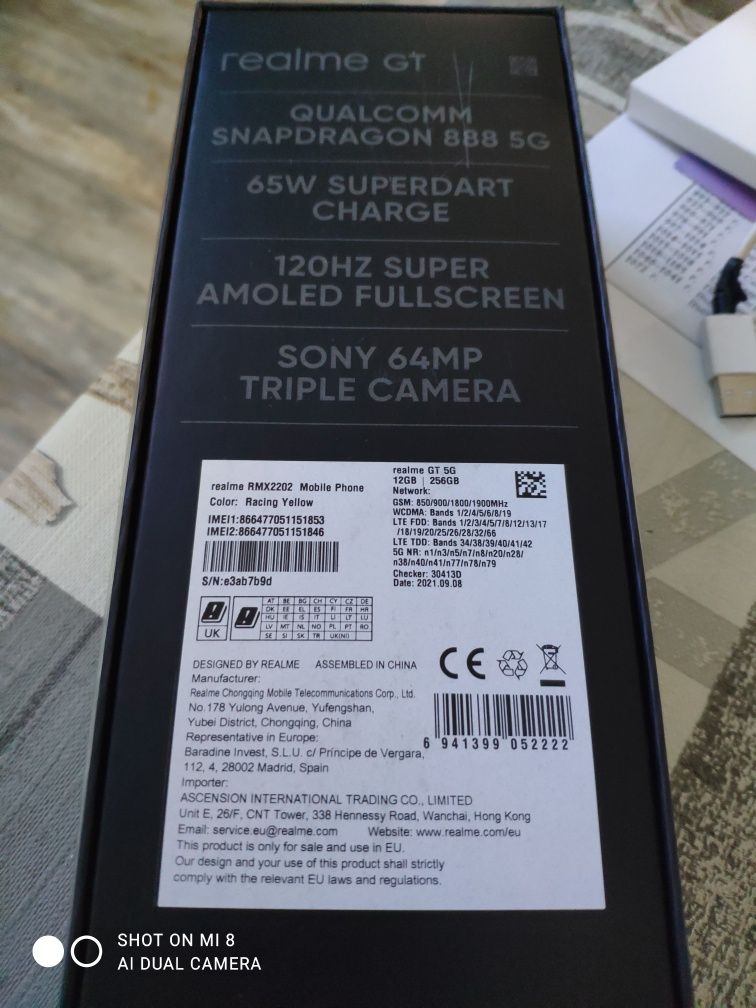 realme GT
QUALCOMM
SNAPDRAGON 888 5G
65W SUPERDART
CHARGE
120HZ SUPER
AMOLED FULLSCREEN
SONY 64MP
TRIPLE CAMERA
realme RMX2202 Mobile Phone
Color: Racing Yellow
IMEI1:866477051151853
IMEI2:866477051151846
S/N:e3ab7b9d
realme GT 5G
12GB | 256GB
Network:
GSM: 850/900/1800/1900MHz
WCDMA: Bands 1/2/4/5/6/8/19
LTE FDD: Bands 1/2/3/4/5/7/8/12/13/17
/18/19/20/25/26/28/32/66
LTE TDD: Bands 34/38/39/40/41/42
5G NR: n1/n3/n5/n7/n8/n20/n28/
n38/n40/n41/n77/n78/n79
Checker: 30413D
Date: 2021.09.08
UK
AT BE BG CH CY CZ DE
DK EE EL ES FI FR HR
HU IE IS IT LI LT LU
LV MT NL NO PL PT RO
SE SI SK TR UK(NI)
DESIGNED BY REALME ASSEMBLED IN CHINA
Manufacturer:
Realme Chongqing Mobile Telecommunications Corp., Ltd.
No.178 Yulong Avenue, Yufengshan,
Yubei District, Chongqing, China
Representative in Europe:
Baradine Invest, S.L.U. c/ Príncipe de Vergara,
112, 4, 28002 Madrid, Spain
CE
6 941399 052222
Importer:
ASCENSION INTERNATIONAL TRADING CO., LIMITED
Unit E, 26/F, CNT Tower, 338 Hennessy Road, Wanchai, Hong Kong
Email: service.eu@realme.com Website: www.realme.com/eu
This product is only for sale and use in EU.
Our design and your use of this product shall strictly
comply with the relevant EU laws and regulations.
SHOT ON MI 8
AI DUAL CAMERA